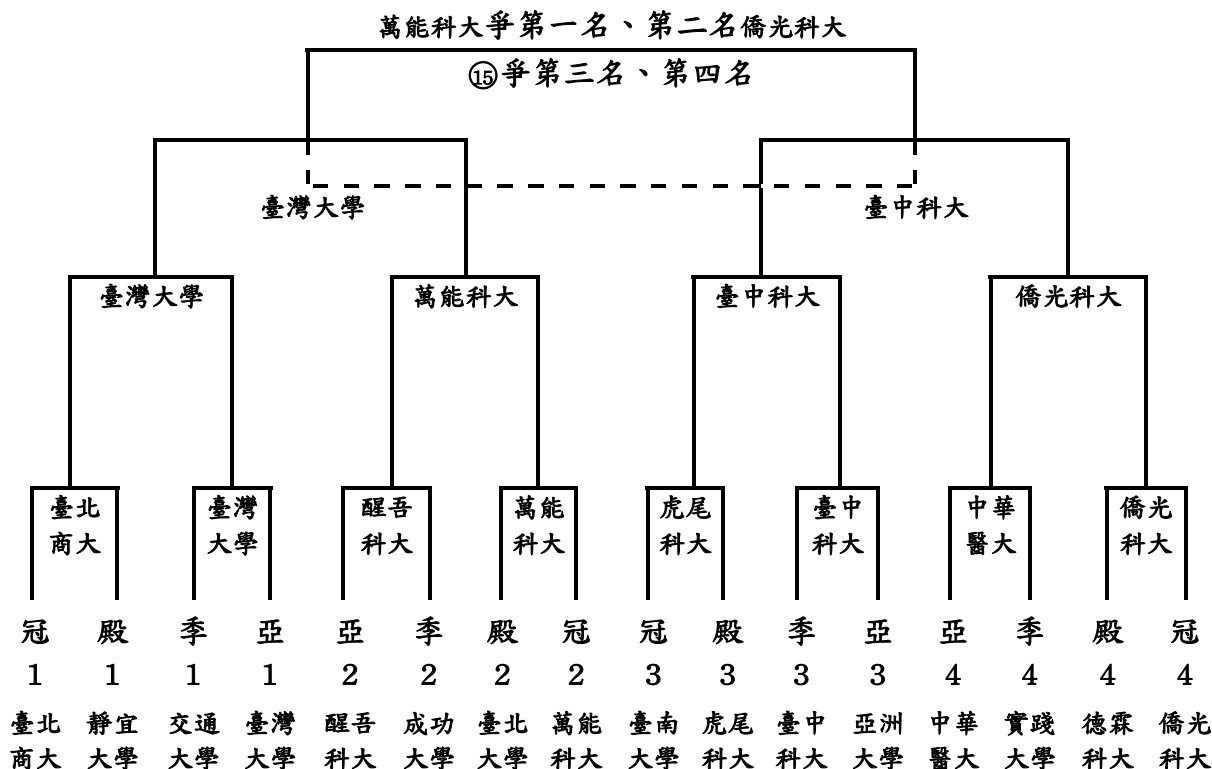 萬能科大爭第一名、第二名僑光科大
⑮爭第三名、第四名
臺灣大學 臺中科大
臺灣大學 萬能科大 臺中科大 僑光科大
臺北 臺灣 醒吾 萬能 虎尾 臺中 中華 僑光
商大 大學 科大 科大 科大 科大 醫大 科大
冠 殿 季 亞 亞 季 殿 冠 冠 殿 季 亞 亞 季 殿 冠
1 1 1 1 2 2 2 2 3 3 3 3 4 4 4 4
臺北 靜宜 交通 臺灣 醒吾 成功 臺北 萬能 臺南 虎尾 臺中 亞洲 中華 實踐 德霖 僑光
商大 大學 大學 大學 科大 大學 大學 科大 大學 科大 科大 大學 醫大 大學 科大 科大